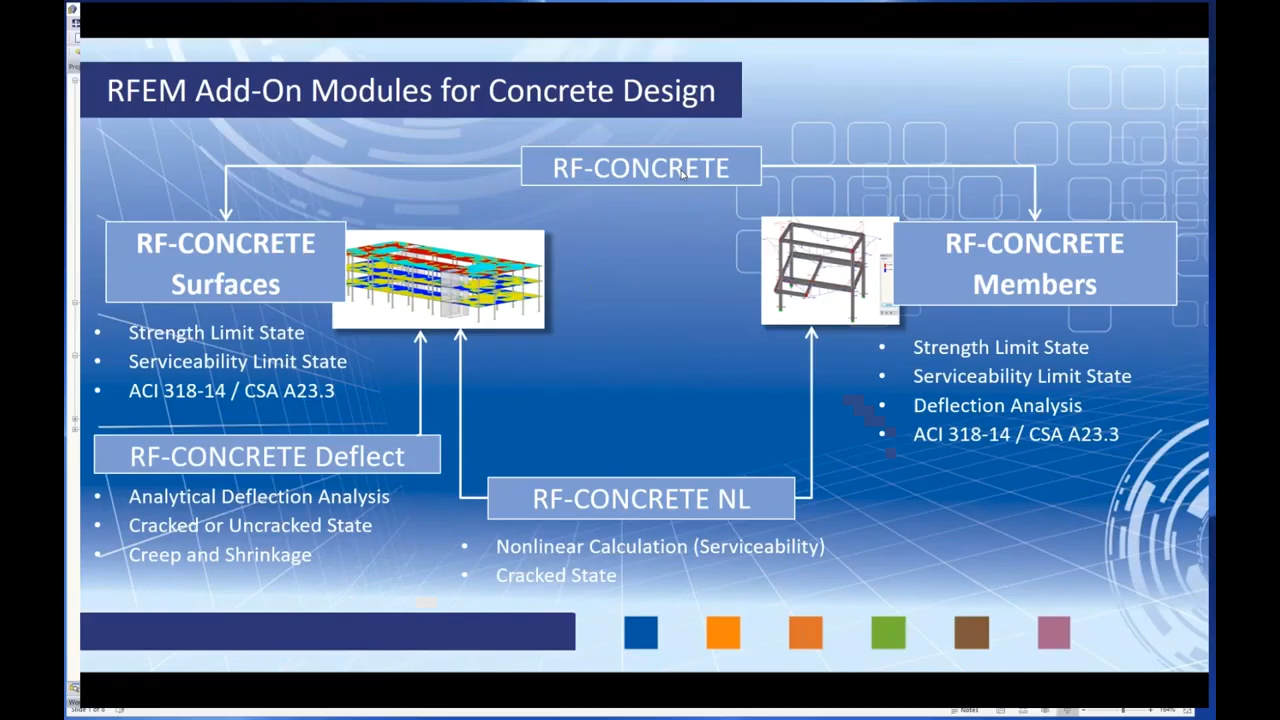 RFEM Add-On Modules for Concrete Design
RF-CONCRETE
RF-CONCRETE
Surfaces
• Strength Limit State
• Serviceability Limit State
• ACI 318-14 / CSA A23.3
RF-CONCRETE
Members
• Strength Limit State
• Serviceability Limit State
• Deflection Analysis
• ACI 318-14 / CSA A23.3
RF-CONCRETE Deflect
• Analytical Deflection Analysis
• Cracked or Uncracked State
• Creep and Shrinkage
RF-CONCRETE NL
• Nonlinear Calculation (Serviceability)
• Cracked State
Notes